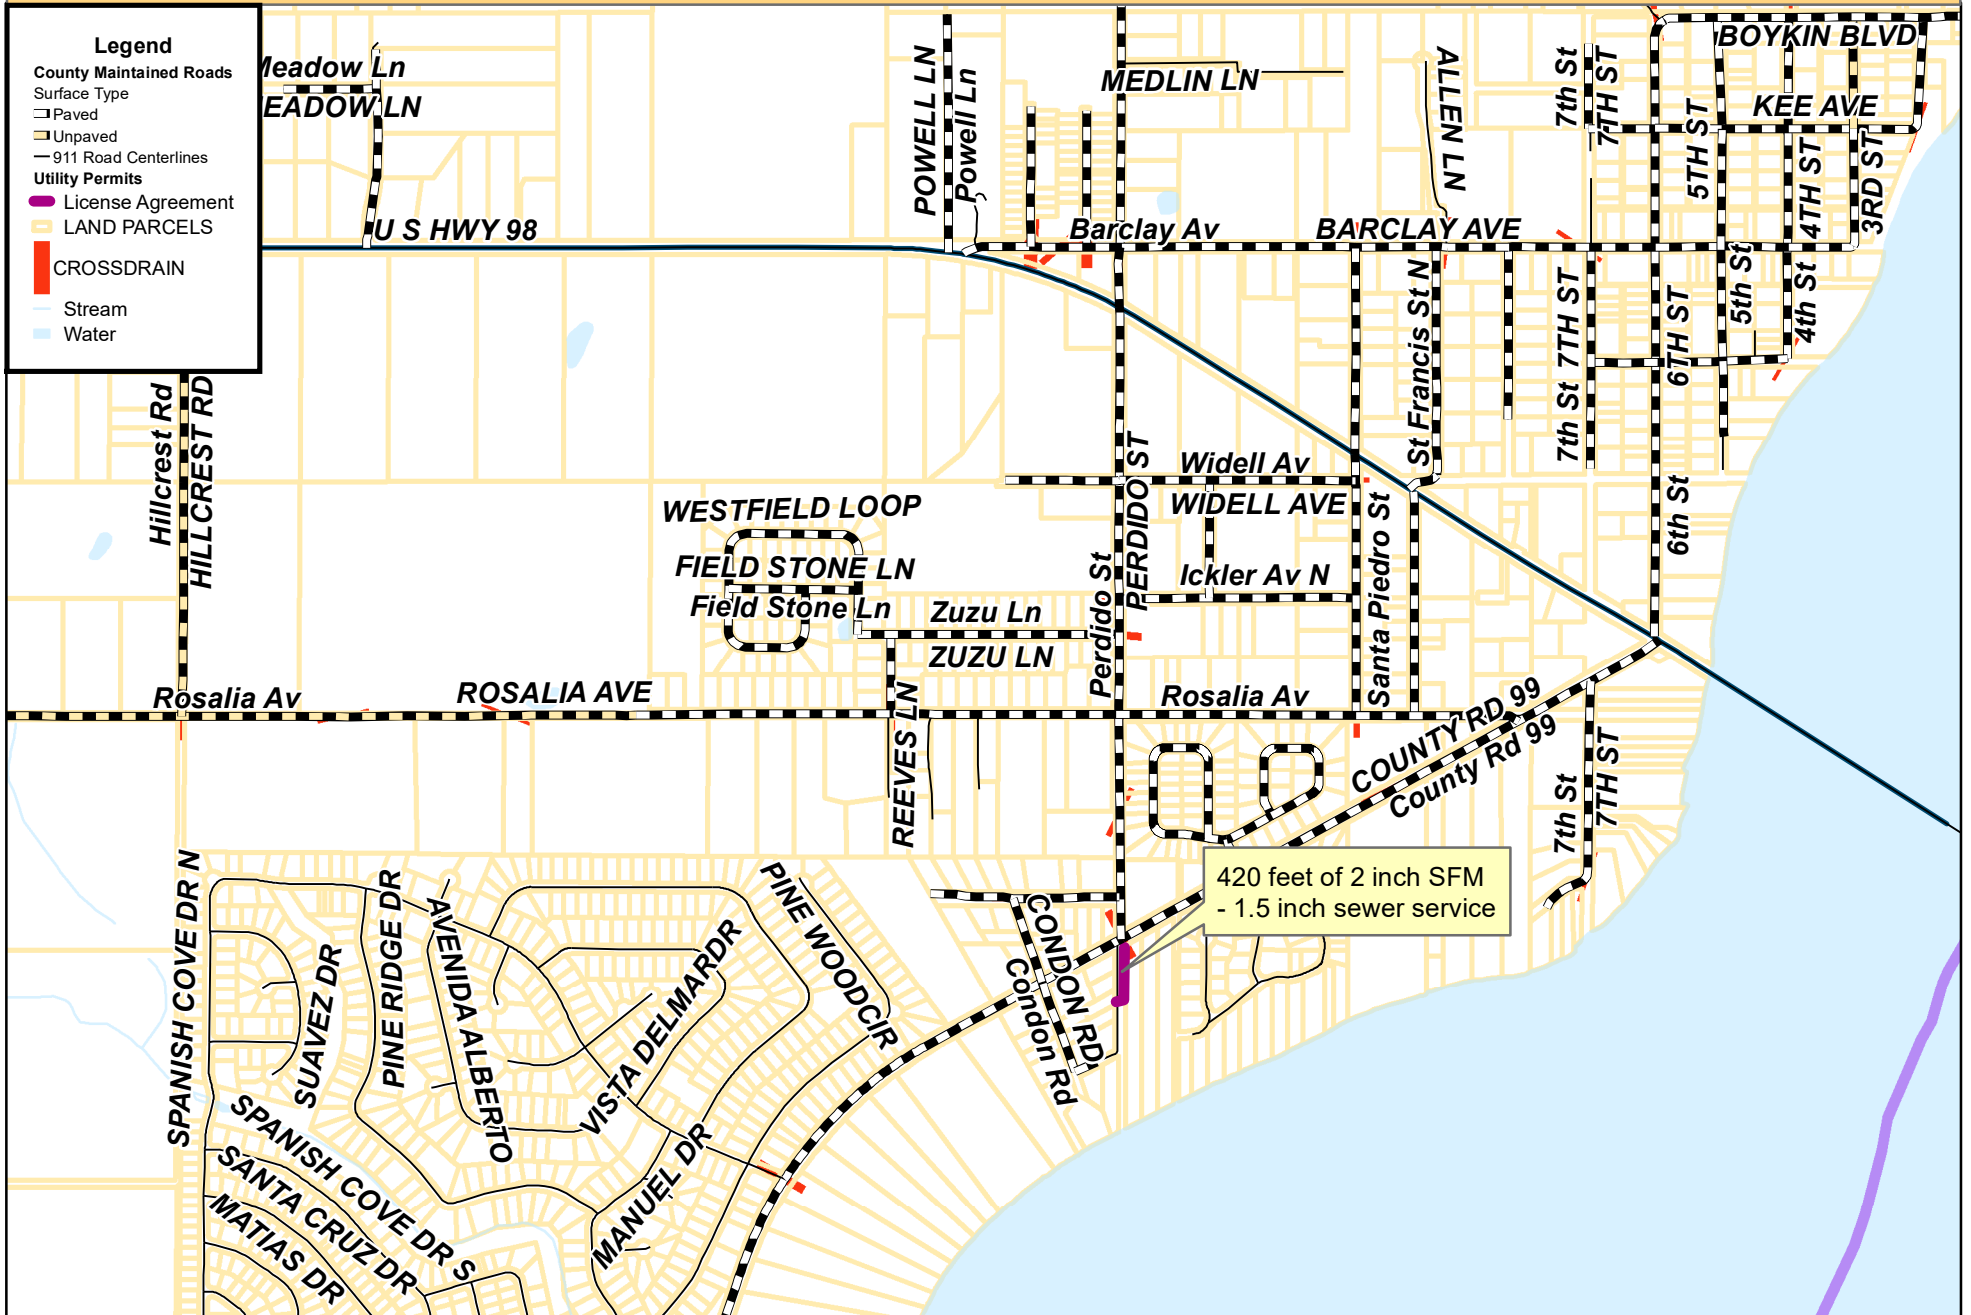 Legend
County Maintained Roads
Surface Type
Paved
Unpaved
911 Road Centerlines
Utility Permits
License Agreement
LAND PARCELS
CROSSDRAIN
Stream
Water
Meadow Ln
MEADOW LN
U S HWY 98
POWELL LN
Powell Ln
MEDLIN LN
ALLEN LN
7th St
7TH ST
BOYKIN BLVD
KEE AVE
5TH ST
4TH ST
3RD ST
Barclay Av
BARCLAY AVE
St Francis St N
7TH ST
7th St
6TH ST
6th St
5th St
4th St
Hillcrest Rd
HILLCREST RD
WESTFIELD LOOP
FIELD STONE LN
Field Stone Ln
Zuzu Ln
ZUZU LN
PERDIDO ST
Perdido St
Widell Av
WIDELL AVE
Ickler Av N
Santa Piedro St
Rosalia Av
ROSALIA AVE
Rosalia Av
REEVES LN
COUNTY RD 99
County Rd 99
7th St
7TH ST
420 feet of 2 inch SFM
- 1.5 inch sewer service
SPANISH COVE DR N
SUAVEZ DR
PINE RIDGE DR
AVENIDA ALBERTO
VISTA DELMARDR
PINE WOODCIR
CONDON RD
Condon Rd
MANUEL DR
SPANISH COVE DR S
SANTA CRUZ DR
MATIAS DR